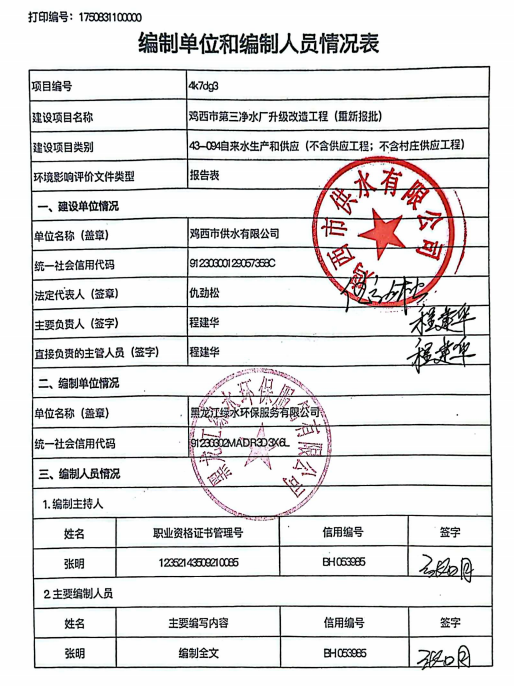 打印编号：1750831100000
编制单位和编制人员情况表
项目编号 4k7dg3
建设项目名称 鸡西市第三净水厂升级改造工程（重新报批）
建设项目类别 43—094自来水生产和供应（不含供应工程；不含村庄供应工程）
环境影响评价文件类型 报告表
一、建设单位情况
单位名称（盖章） 鸡西市供水有限公司
统一社会信用代码 91230300129057358C
法定代表人（签章） 仇劲松
主要负责人（签字） 程建华 程建华
直接负责的主管人员（签字） 程建华 程建华
鸡西市供水有限公司
二、编制单位情况
单位名称（盖章） 黑龙江绿水环保服务有限公司
统一社会信用代码 91230302MADR3D3X6L
黑龙江绿水环保服务有限公司
三、编制人员情况
1.编制主持人
姓名 职业资格证书管理号 信用编号 签字
张明 12352143509210085 BH053985
2.主要编制人员
姓名 主要编写内容 信用编号 签字
张明 编制全文 BH053985